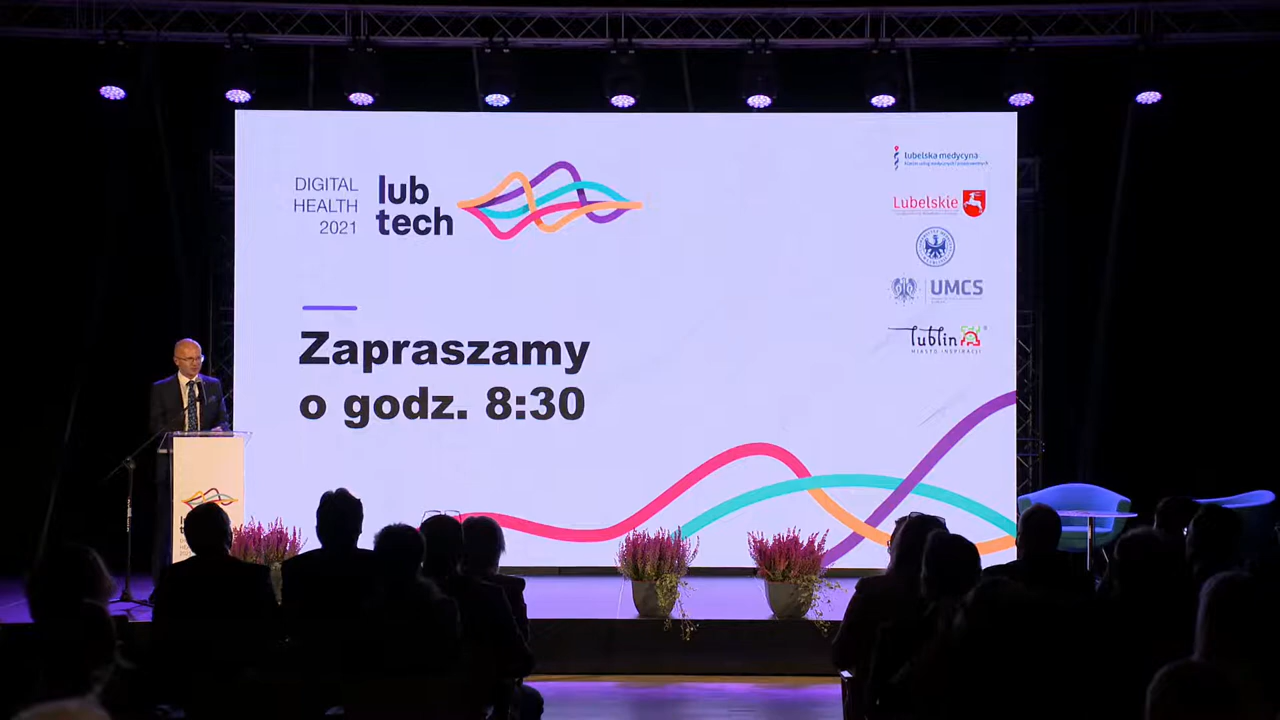 DIGITAL
HEALTH
2021
lub
tech
Zapraszamy
o godz. 8:30
lubelska medycyna
Lubelskie
UMCS
lublin
MIASTO INSPIRACJI